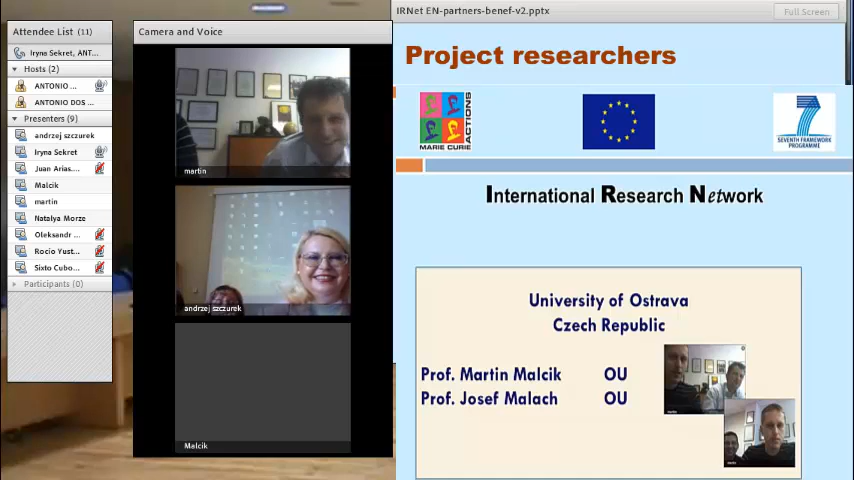 Attendee List (11)
Iryna Sekret, ANT...
Hosts (2)
ANTONIO ...
ANTONIO DOS ...
Presenters (9)
andrzej szczurek
Iryna Sekret
Juan Arias....
Malcik
martin
Natalya Morze
Oleksandr ...
Rocío Yust...
Sixto Cubo...
Participants (0)
Camera and Voice
martin
andrzej szczurek
Malcik
IRNet EN-partners-benef-v2.pptx
Full Screen
Project researchers
MARIE CURIE ACTIONS
7
SEVENTH FRAMEWORK
PROGRAMME
International Research Network
University of Ostrava
Czech Republic
Prof. Martin Malcik OU
Prof. Josef Malach OU